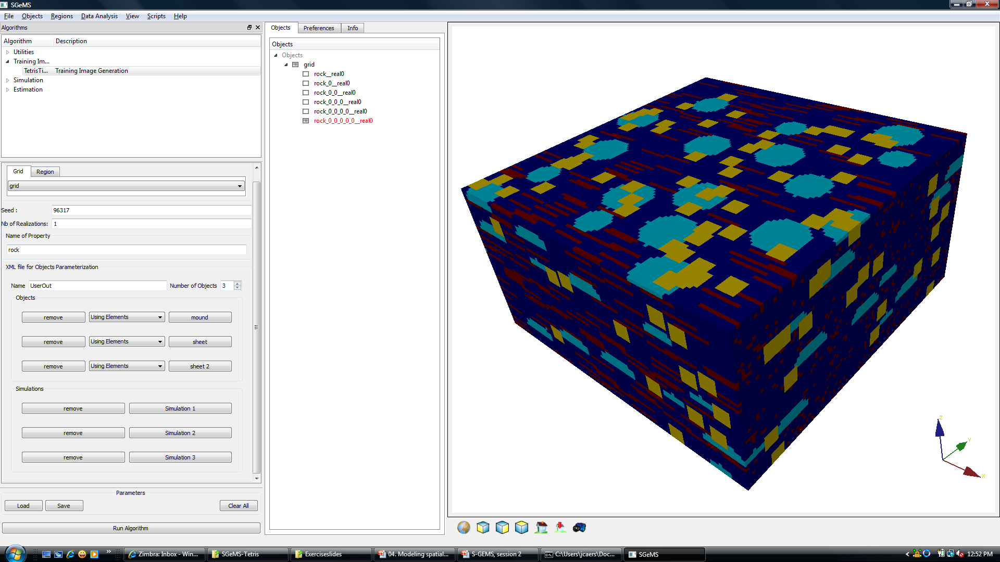 SGeMS
File Objects Regions Data Analysis View Scripts Help
Algorithms
Algorithm Description
Utilities
Training Im...
TetrisTi... Training Image Generation
Simulation
Estimation
Grid Region
grid
Seed : 96317
Nb of Realizations: 1
Name of Property
rock
XML file for Objects Parameterization
Name UserOut Number of Objects 3
Objects
remove Using Elements mound
remove Using Elements sheet
remove Using Elements sheet 2
Simulations
remove Simulation 1
remove Simulation 2
remove Simulation 3
Parameters
Load Save Clear All
Run Algorithm
Objects Preferences Info
Objects
Objects
grid
rock__real0
rock_0__real0
rock_0_0__real0
rock_0_0_0__real0
rock_0_0_0_0__real0
rock_0_0_0_0_0__real0
Z
Y
X
Zimbra: Inbox - Win... SGeMS-Tetris Exerciseslides 04. Modeling spatial... S-GEMS, session 2 C:\Users\jcaers\Doc... SGeMS 12:52 PM